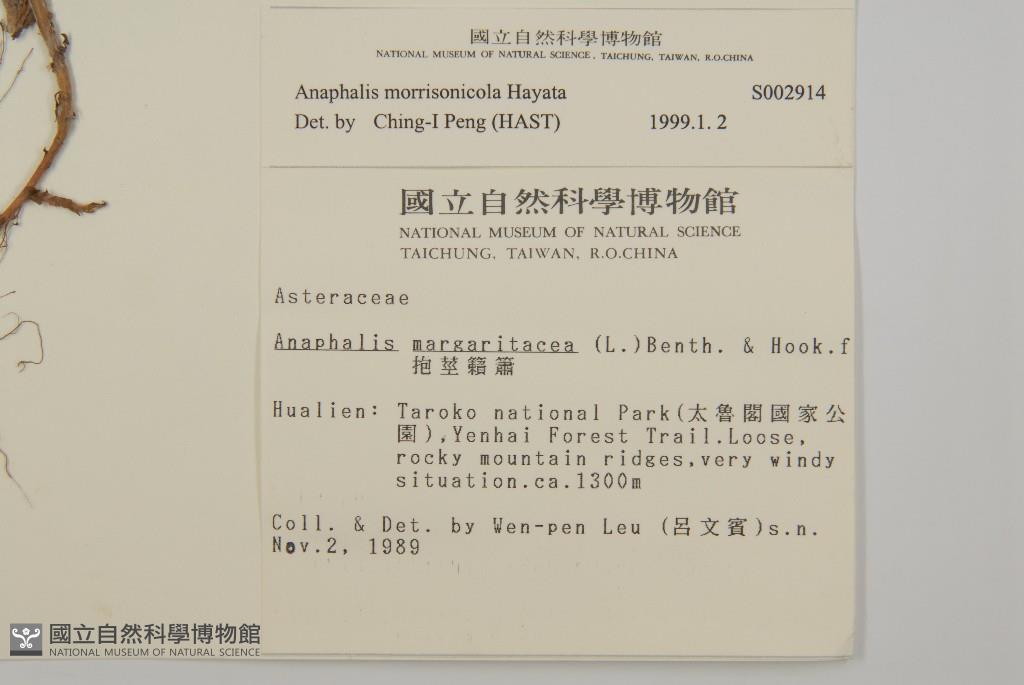 國立自然科學博物館
NATIONAL MUSEUM OF NATURAL SCIENCE, TAICHUNG, TAIWAN, R.O.CHINA
Anaphalis morrisonicola Hayata S002914
Det. by Ching-I Peng (HAST) 1999.1. 2
國立自然科學博物館
NATIONAL MUSEUM OF NATURAL SCIENCE
TAICHUNG, TAIWAN, R.O.CHINA
Asteraceae
Anaphalis margaritacea (L.)Benth. & Hook.f
抱莖籟簫
Hualien: Taroko national Park(太魯閣國家公
園),Yenhai Forest Trail.Loose,
rocky mountain ridges,very windy
situation.ca.1300m
Coll. & Det. by Wen-pen Leu (呂文賓)s.n.
Nov.2, 1989
國立自然科學博物館
NATIONAL MUSEUM OF NATURAL SCIENCE